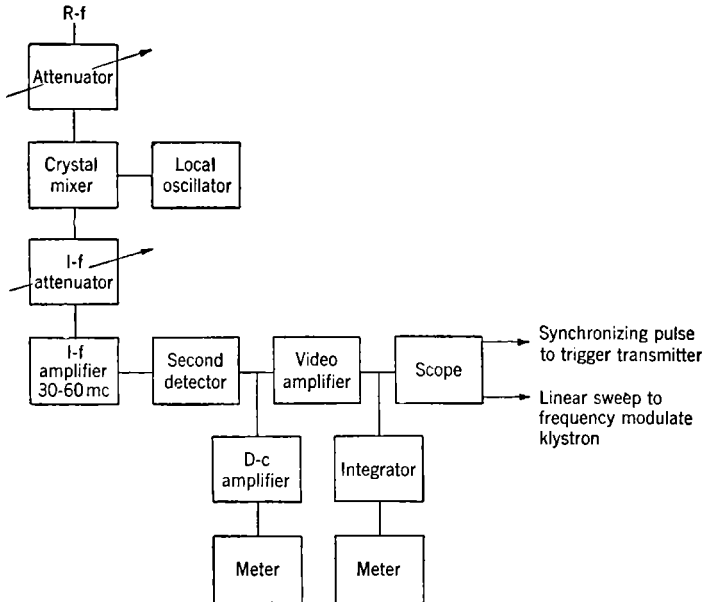 R-f
Attenuator
Crystal
mixer
Local
oscillator
I-f
attenuator
I-f
amplifier
30-60 mc
Second
detector
Video
amplifier
Scope
Synchronizing pulse
to trigger transmitter
Linear sweep to
frequency modulate
klystron
D-c
amplifier
Integrator
Meter
Meter